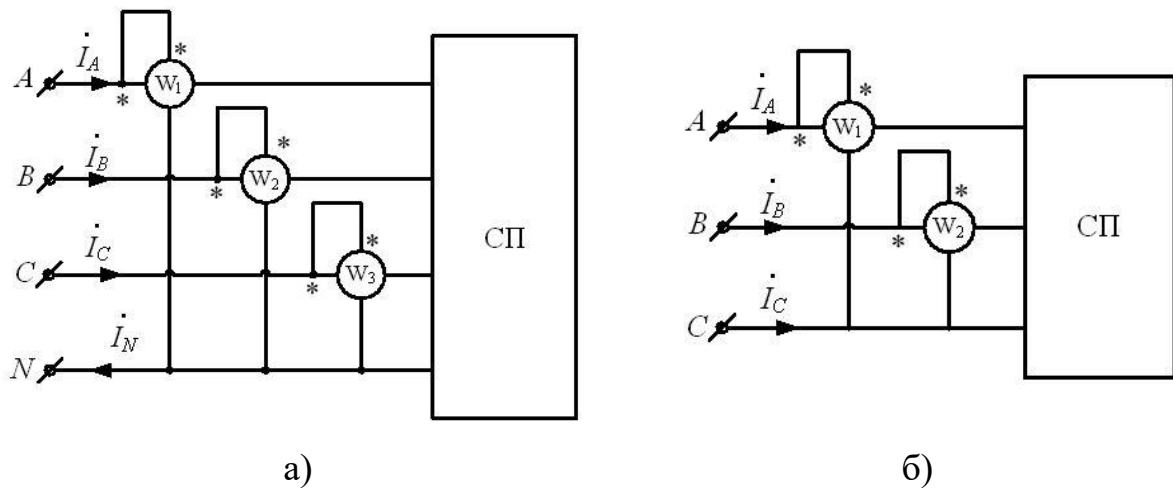 İ_A
A
*
*
W₁
İ_B
B
*
*
W₂
İ_C
C
*
*
W₃
İ_N
N
СП
а)
İ_A
A
*
*
W₁
İ_B
B
*
*
W₂
İ_C
C
СП
б)